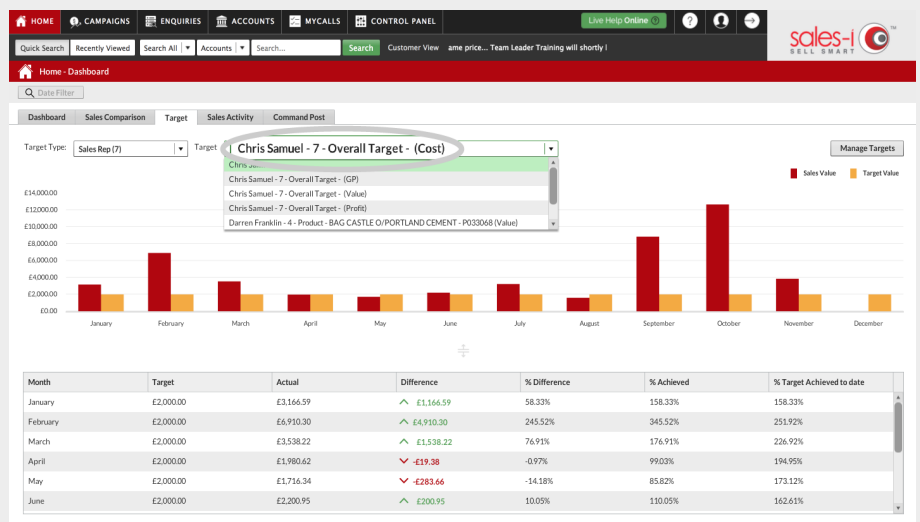 HOME CAMPAIGNS ENQUIRIES ACCOUNTS MYCALLS CONTROL PANEL Live Help Online ? ?
Quick Search Recently Viewed Search All Accounts Search... Search Customer View ame price... Team Leader Training will shortly
sales-i
SELL SMART
Home - Dashboard
Date Filter
Dashboard Sales Comparison Target Sales Activity Command Post
Target Type: Sales Rep (7) Target Chris Samuel - 7 - Overall Target - (Cost) Manage Targets
Chris
Chris Samuel - 7 - Overall Target - (GP)
Chris Samuel - 7 - Overall Target - (Value)
Chris Samuel - 7 - Overall Target - (Profit)
Darren Franklin - 4 - Product - BAG CASTLE O/PORTLAND CEMENT - P033068 (Value)
Sales Value Target Value
£14,000.00
£12,000.00
£10,000.00
£8,000.00
£6,000.00
£4,000.00
£2,000.00
£0.00
January February March April May June July August September October November December
Month Target Actual Difference % Difference % Achieved % Target Achieved to date
January £2,000.00 £3,166.59 £1,166.59 58.33% 158.33% 158.33%
February £2,000.00 £6,910.30 £4,910.30 245.52% 345.52% 251.92%
March £2,000.00 £3,538.22 £1,538.22 76.91% 176.91% 226.92%
April £2,000.00 £1,980.62 -£19.38 -0.97% 99.03% 194.95%
May £2,000.00 £1,716.34 -£283.66 -14.18% 85.82% 173.12%
June £2,000.00 £2,200.95 £200.95 10.05% 110.05% 162.61%